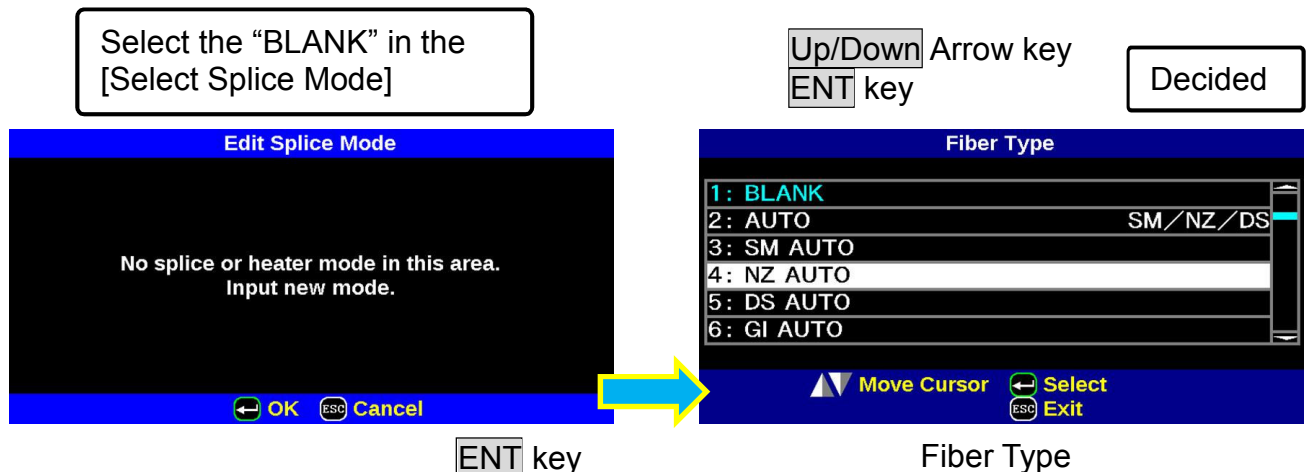 Select the “BLANK” in the
[Select Splice Mode]
Edit Splice Mode
No splice or heater mode in this area.
Input new mode.
OK ESC Cancel
ENT key
Up/Down Arrow key
ENT key
Decided
Fiber Type
1: BLANK
2: AUTO SM/NZ/DS
3: SM AUTO
4: NZ AUTO
5: DS AUTO
6: GI AUTO
Move Cursor Select
ESC Exit
Fiber Type